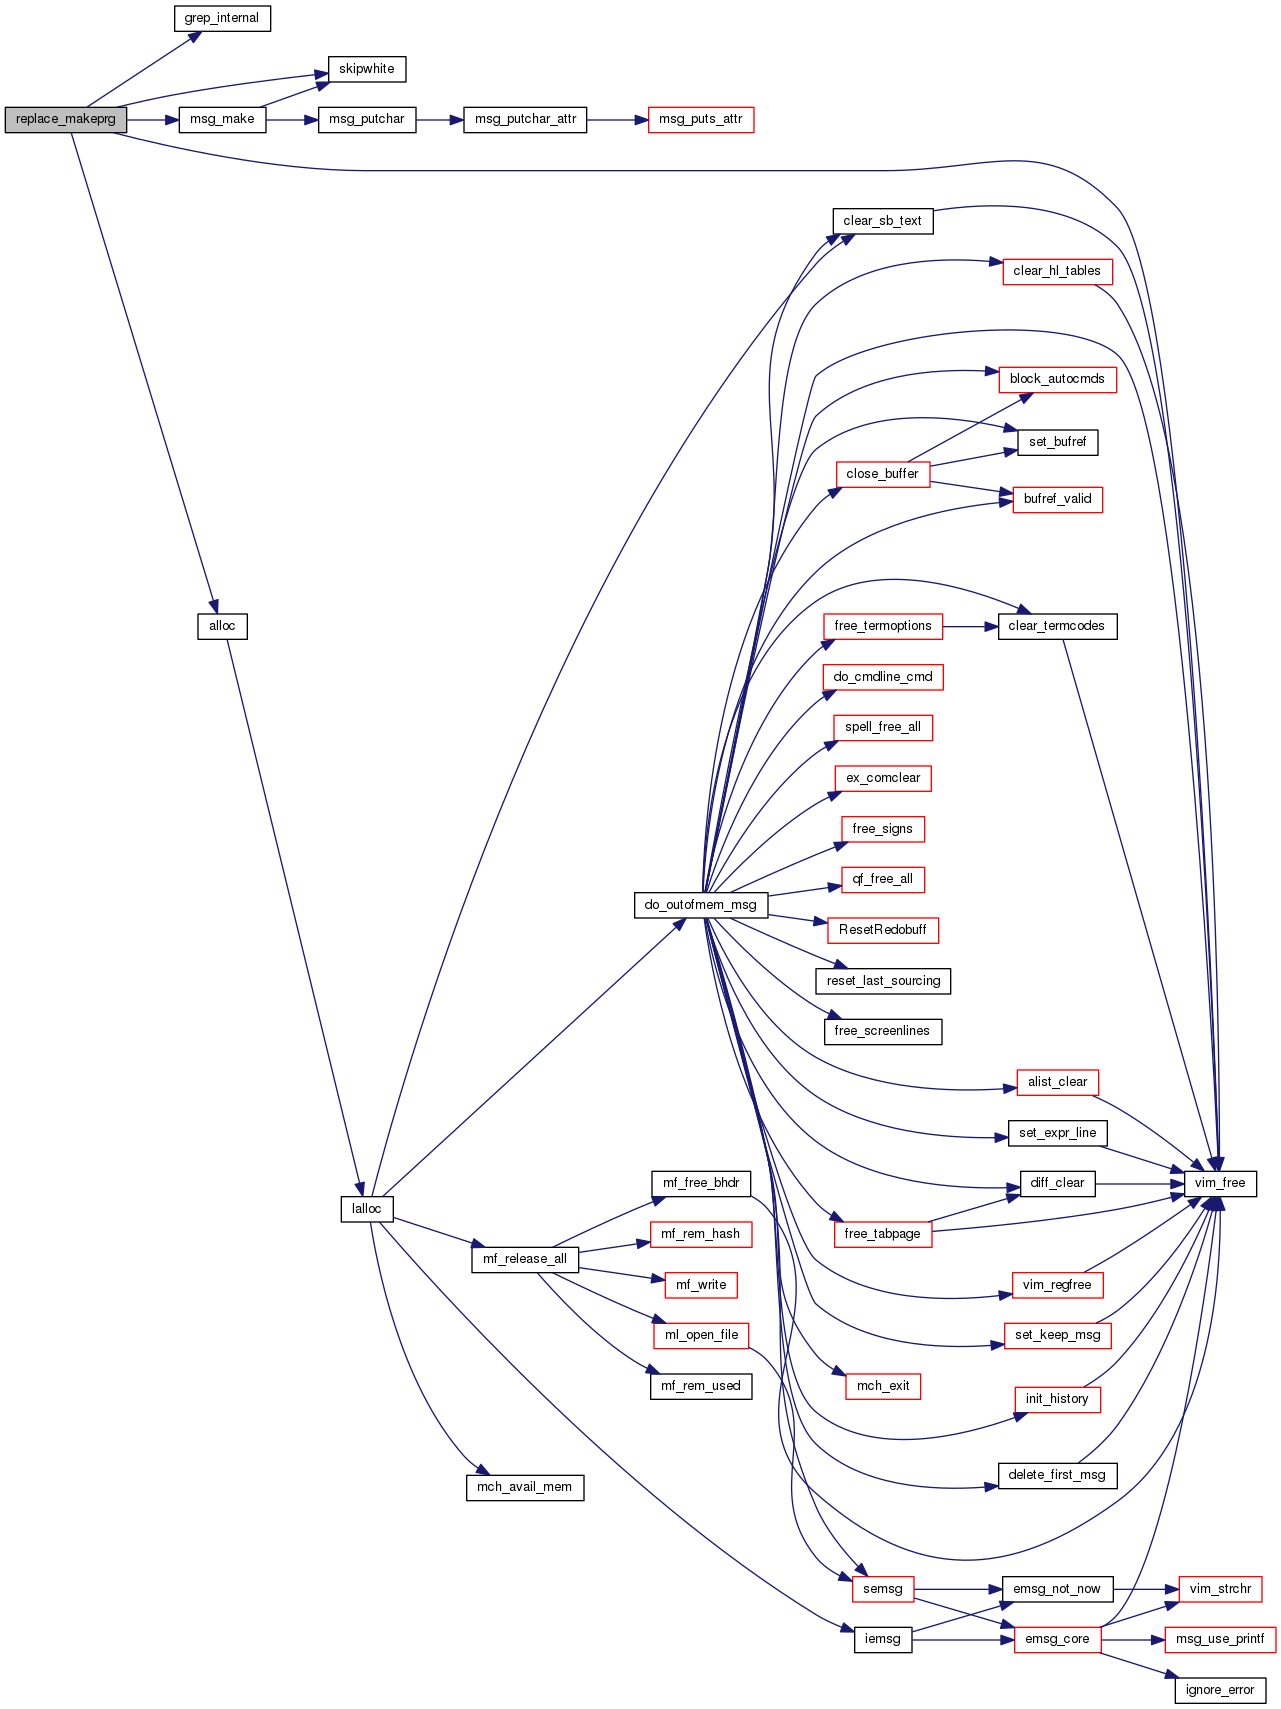 grep_internal
skipwhite
replace_makeprg
msg_make
msg_putchar
msg_putchar_attr
msg_puts_attr
clear_sb_text
clear_hl_tables
block_autocmds
set_bufref
close_buffer
bufref_valid
alloc
free_termoptions
clear_termcodes
do_cmdline_cmd
spell_free_all
ex_comclear
free_signs
qf_free_all
do_outofmem_msg
ResetRedobuff
reset_last_sourcing
free_screenlines
alist_clear
set_expr_line
mf_free_bhdr
diff_clear
vim_free
lalloc
mf_rem_hash
free_tabpage
mf_release_all
mf_write
vim_regfree
ml_open_file
set_keep_msg
mf_rem_used
mch_exit
init_history
delete_first_msg
mch_avail_mem
semsg
emsg_not_now
vim_strchr
iemsg
emsg_core
msg_use_printf
ignore_error